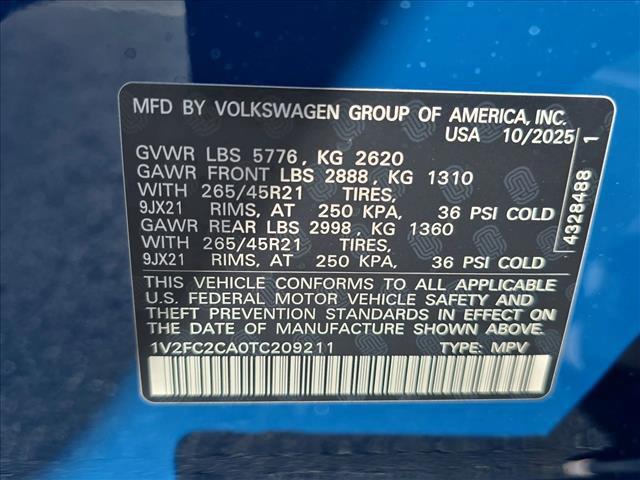 MFD BY VOLKSWAGEN GROUP OF AMERICA, INC.
USA 10/2025
GVWR LBS 5776, KG 2620
GAWR FRONT LBS 2888, KG 1310
WITH 265/45R21 TIRES,
9JX21 RIMS, AT 250 KPA, 36 PSI COLD
GAWR REAR LBS 2998, KG 1360
WITH 265/45R21 TIRES,
9JX21 RIMS, AT 250 KPA, 36 PSI COLD
THIS VEHICLE CONFORMS TO ALL APPLICABLE
U.S. FEDERAL MOTOR VEHICLE SAFETY AND
THEFT PREVENTION STANDARDS IN EFFECT ON
THE DATE OF MANUFACTURE SHOWN ABOVE.
1V2FC2CA0TC209211 TYPE: MPV
4328488 1